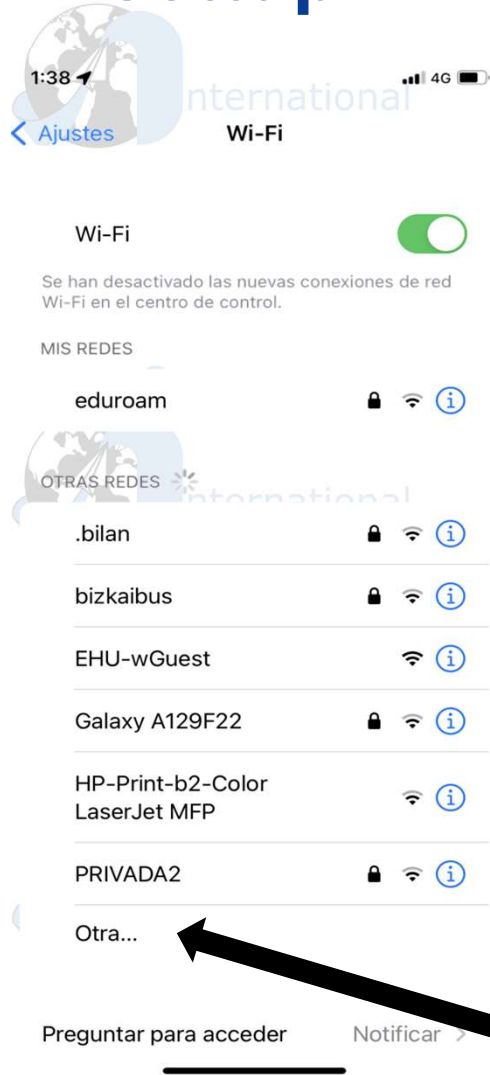 1:38
4G
Ajustes
Wi-Fi
Wi-Fi
Se han desactivado las nuevas conexiones de red
Wi-Fi en el centro de control.
MIS REDES
eduroam
OTRAS REDES
.bilan
bizkaibus
EHU-wGuest
Galaxy A129F22
HP-Print-b2-Color
LaserJet MFP
PRIVADA2
Otra...
Preguntar para acceder
Notificar
nternational
nternational